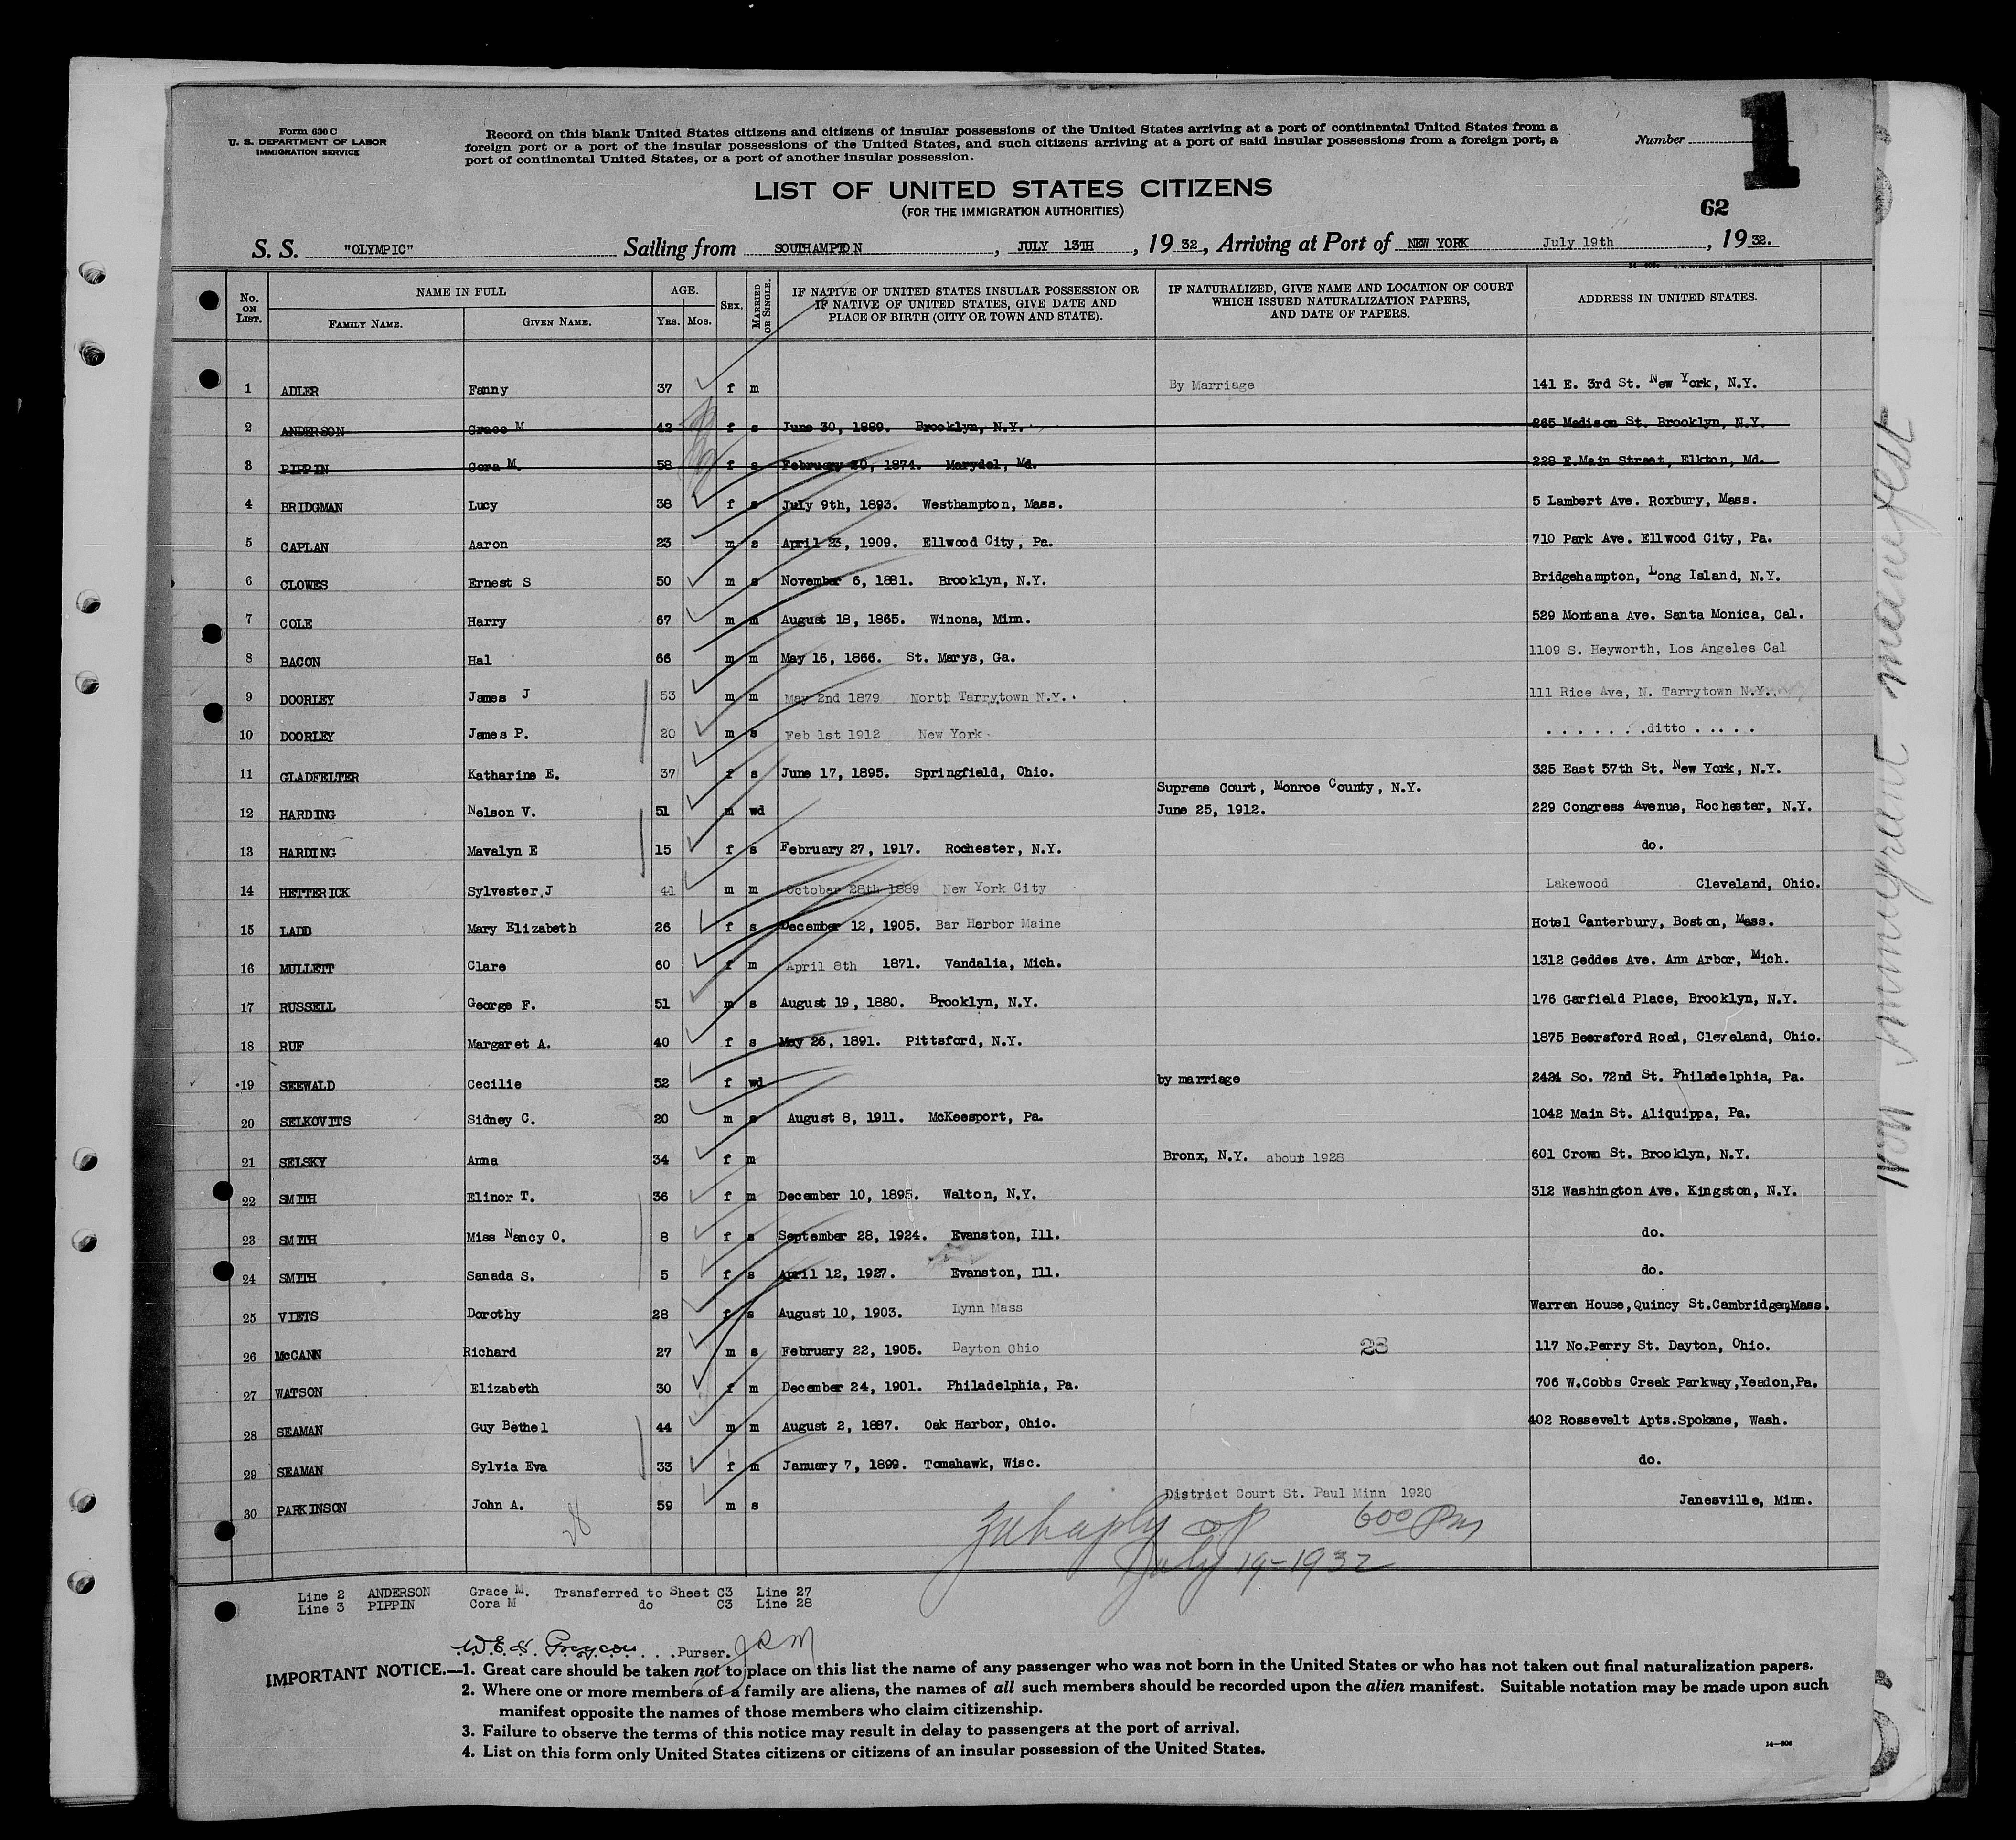 Form 630 C
U. S. DEPARTMENT OF LABOR
IMMIGRATION SERVICE
Record on this blank United States citizens and citizens of insular possessions of the United States arriving at a port of continental United States from a
foreign port or a port of the insular possessions of the United States, and such citizens arriving at a port of said insular possessions from a foreign port, a
port of continental United States, or a port of another insular possession.
Number
1
LIST OF UNITED STATES CITIZENS
(FOR THE IMMIGRATION AUTHORITIES)
62
S. S. "OLYMPIC" Sailing from SOUTHAMPTON, JULY 13TH, 1932, Arriving at Port of NEW YORK July 19th, 1932.
No. ON LIST. NAME IN FULL FAMILY NAME. GIVEN NAME. AGE. YRS. MOS. SEX. MARRIED OR SINGLE. IF NATIVE OF UNITED STATES INSULAR POSSESSION OR IF NATIVE OF UNITED STATES, GIVE DATE AND PLACE OF BIRTH (CITY OR TOWN AND STATE). IF NATURALIZED, GIVE NAME AND LOCATION OF COURT WHICH ISSUED NATURALIZATION PAPERS, AND DATE OF PAPERS. ADDRESS IN UNITED STATES.
1 ADLER Fanny 37 f m By Marriage 141 E. 3rd St. New York, N.Y.
2 ANDERSON Grace M 42 f s June 30, 1889. Brooklyn, N.Y. 265 Madison St. Brooklyn, N.Y.
3 PIPPIN Cora M. 58 f s February 20, 1874. Marydel, Md. 228 E.Main Street, Elkton, Md.
4 BRIDGMAN Lucy 38 f s July 9th, 1893. Westhampton, Mass. 5 Lambert Ave. Roxbury, Mass.
5 CAPLAN Aaron 23 m s April 23, 1909. Ellwood City, Pa. 710 Park Ave. Ellwood City, Pa.
6 CLOWES Ernest S 50 m s November 6, 1881. Brooklyn, N.Y. Bridgehampton, Long Island, N.Y.
7 COLE Harry 67 m m August 18, 1865. Winona, Minn. 529 Montana Ave. Santa Monica, Cal.
8 BACON Hal 66 m m May 16, 1866. St. Marys, Ga. 1109 S. Heyworth, Los Angeles Cal
9 DOORLEY James J 53 m m May 2nd 1879 North Tarrytown N.Y. 111 Rice Ave, N. Tarrytown N.Y.
10 DOORLEY James P. 20 m s Feb 1st 1912 New York . . . . . . .ditto . . . . .
11 GLADFELTER Katharine E. 37 f s June 17, 1895. Springfield, Ohio. 325 East 57th St. New York, N.Y.
Supreme Court, Monroe County, N.Y.
12 HARDING Nelson V. 51 m wd June 25, 1912. 229 Congress Avenue, Rochester, N.Y.
13 HARDING Mavalyn E 15 f s February 27, 1917. Rochester, N.Y. do.
14 HETTERICK Sylvester J 41 m m October 28th 1889 New York City Lakewood Cleveland, Ohio.
15 LADD Mary Elizabeth 26 f s December 12, 1905. Bar Harbor Maine Hotel Canterbury, Boston, Mass.
16 MULLETT Clare 60 f m April 8th 1871. Vandalia, Mich. 1312 Geddes Ave. Ann Arbor, Mich.
17 RUSSELL George F. 51 m s August 19, 1880. Brooklyn, N.Y. 176 Garfield Place, Brooklyn, N.Y.
18 RUF Margaret A. 40 f s May 26, 1891. Pittsford, N.Y. 1875 Beersford Road, Cleveland, Ohio.
19 SEEWALD Cecilie 52 f wd by marriage 2424 So. 72nd St. Philadelphia, Pa.
20 SELKOVITS Sidney C. 20 m s August 8, 1911. McKeesport, Pa. 1042 Main St. Aliquippa, Pa.
21 SELSKY Anna 34 f m Bronx, N.Y. about 1928 601 Crown St. Brooklyn, N.Y.
22 SMITH Elinor T. 36 f m December 10, 1895. Walton, N.Y. 312 Washington Ave. Kingston, N.Y.
23 SMITH Miss Nancy O. 8 f s September 28, 1924. Evanston, Ill. do.
24 SMITH Sanada S. 5 f s April 12, 1927. Evanston, Ill. do.
25 VIETS Dorothy 28 f s August 10, 1903. Lynn Mass Warren House,Quincy St.Cambridgem,Mass.
26 McCANN Richard 27 m s February 22, 1905. Dayton Ohio 28 117 No.Perry St. Dayton, Ohio.
27 WATSON Elizabeth 30 f m December 24, 1901. Philadelphia, Pa. 706 W.Cobbs Creek Parkway,Yeadon,Pa.
28 SEAMAN Guy Bethel 44 m m August 2, 1887. Oak Harbor, Ohio. 402 Rossevelt Apts.Spokane, Wash.
29 SEAMAN Sylvia Eva 33 f m January 7, 1899. Tomahawk, Wisc. do.
30 PARKINSON John A. 59 m s District Court St. Paul Minn 1920 Janesville, Minn.
28
600 Pm
July 19-1932
Line 2 ANDERSON Grace M. Transferred to Sheet C3 Line 27
Line 3 PIPPIN Cora M do C3 Line 28
Purser. JRM
IMPORTANT NOTICE.—1. Great care should be taken not to place on this list the name of any passenger who was not born in the United States or who has not taken out final naturalization papers.
2. Where one or more members of a family are aliens, the names of all such members should be recorded upon the alien manifest. Suitable notation may be made upon such
manifest opposite the names of those members who claim citizenship.
3. Failure to observe the terms of this notice may result in delay to passengers at the port of arrival.
4. List on this form only United States citizens or citizens of an insular possession of the United States.
Non immigrant manifest